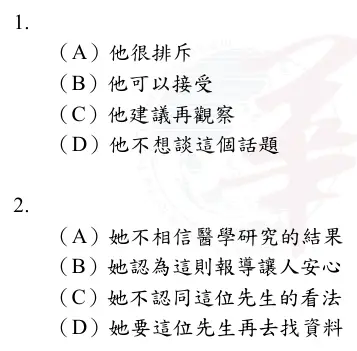 1.
（A）他很排斥
（B）他可以接受
（C）他建議再觀察
（D）他不想談這個話題
2.
（A）她不相信醫學研究的結果
（B）她認為這則報導讓人安心
（C）她不認同這位先生的看法
（D）她要這位先生再去找資料